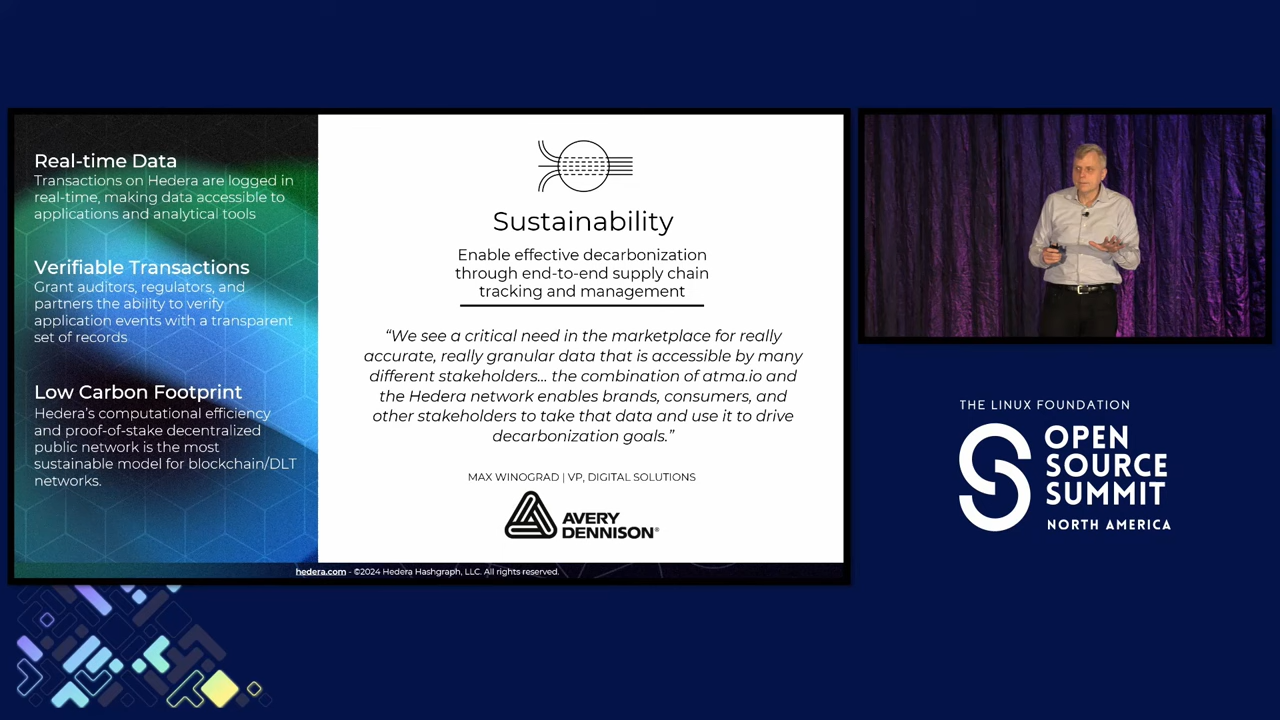 Real-time Data
Transactions on Hedera are logged in
real-time, making data accessible to
applications and analytical tools
Verifiable Transactions
Grant auditors, regulators, and
partners the ability to verify
application events with a transparent
set of records
Low Carbon Footprint
Hedera's computational efficiency
and proof-of-stake decentralized
public network is the most
sustainable model for blockchain/DLT
networks.
Sustainability
Enable effective decarbonization
through end-to-end supply chain
tracking and management
“We see a critical need in the marketplace for really
accurate, really granular data that is accessible by many
different stakeholders... the combination of atma.io and
the Hedera network enables brands, consumers, and
other stakeholders to take that data and use it to drive
decarbonization goals.”
MAX WINOGRAD | VP, DIGITAL SOLUTIONS
AVERY
DENNISON®
hedera.com - ©2024 Hedera Hashgraph, LLC. All rights reserved.
THE LINUX FOUNDATION
OPEN
SOURCE
SUMMIT
NORTH AMERICA